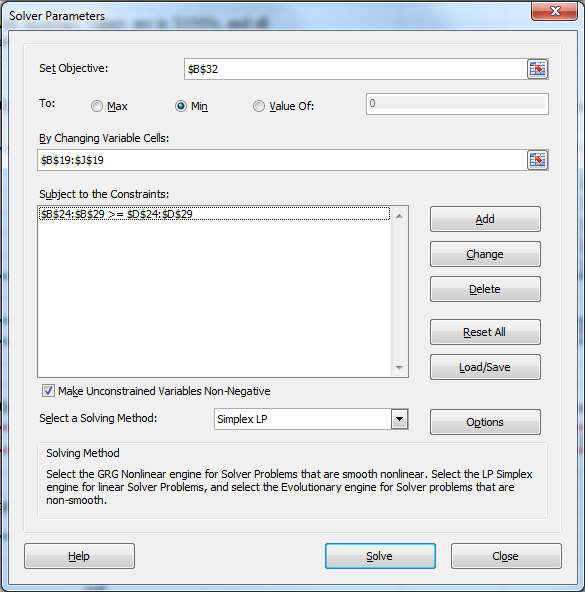 Solver Parameters
Set Objective: $B$32
To: Max Min Value Of: 0
By Changing Variable Cells:
$B$19:$J$19
Subject to the Constraints:
$B$24:$B$29 >= $D$24:$D$29
Add
Change
Delete
Reset All
Load/Save
Make Unconstrained Variables Non-Negative
Select a Solving Method: Simplex LP
Options
Solving Method
Select the GRG Nonlinear engine for Solver Problems that are smooth nonlinear. Select the LP Simplex
engine for linear Solver Problems, and select the Evolutionary engine for Solver problems that are
non-smooth.
Help Solve Close